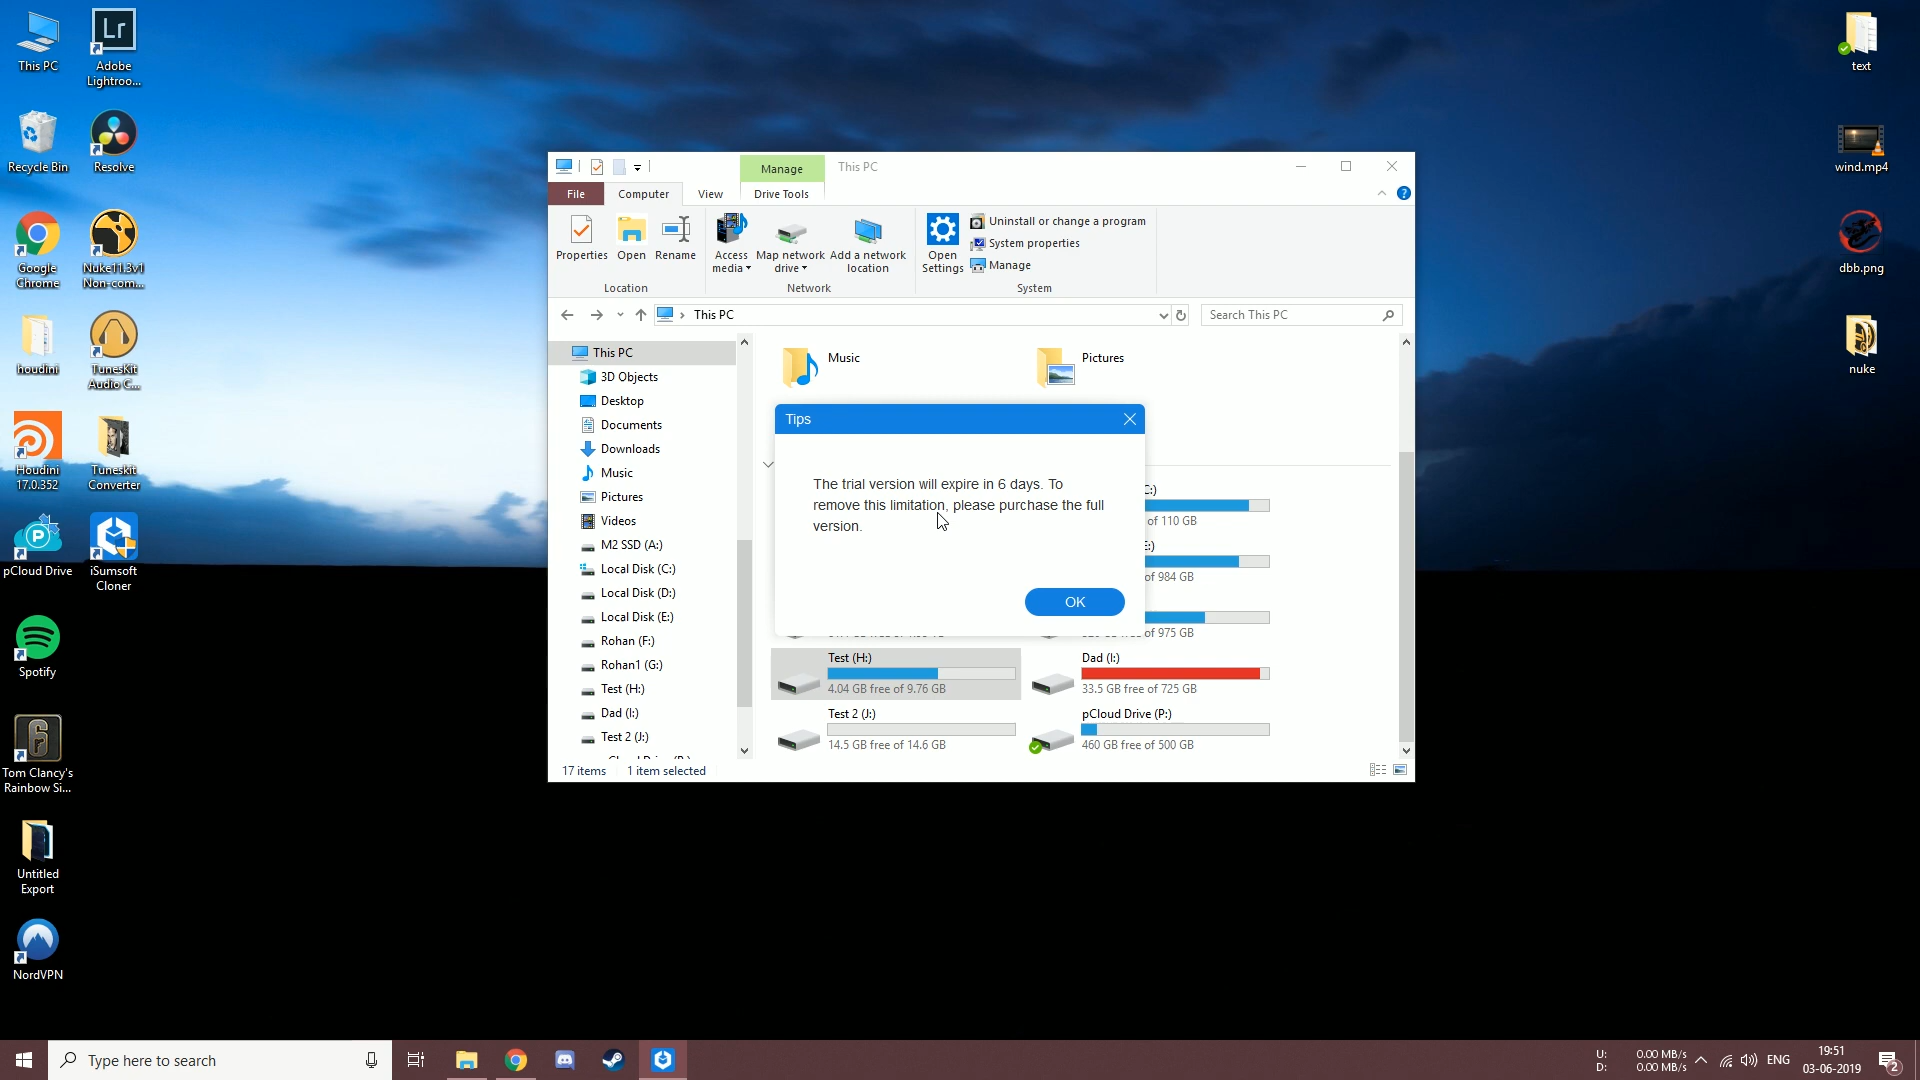 This PC
Adobe
Lightroo...
Recycle Bin
Resolve
Google
Chrome
Nuke11.3v1
Non-com...
houdini
TunesKit
Audio C...
Houdini
17.0.352
Tuneskit
Converter
pCloud Drive
iSumsoft
Cloner
Spotify
Tom Clancy's
Rainbow Si...
Untitled
Export
NordVPN
text
wind.mp4
dbb.png
nuke
Manage
This PC
File
Computer
View
Drive Tools
Properties
Open
Rename
Location
Access
media
Map network
drive
Add a network
location
Network
Open
Settings
Uninstall or change a program
System properties
Manage
System
This PC
Search This PC
This PC
3D Objects
Desktop
Documents
Downloads
Music
Pictures
Videos
M2 SSD (A:)
Local Disk (C:)
Local Disk (D:)
Local Disk (E:)
Rohan (F:)
Rohan1 (G:)
Test (H:)
Dad (I:)
Test 2 (J:)
Music
Pictures
Tips
The trial version will expire in 6 days. To
remove this limitation, please purchase the full
version.
OK
C:)
of 110 GB
E:)
of 984 GB
of 975 GB
Test (H:)
4.04 GB free of 9.76 GB
Dad (I:)
33.5 GB free of 725 GB
Test 2 (J:)
14.5 GB free of 14.6 GB
pCloud Drive (P:)
460 GB free of 500 GB
17 items
1 item selected
Type here to search
U: 0.00 MB/s
D: 0.00 MB/s
ENG
19:51
03-06-2019
2